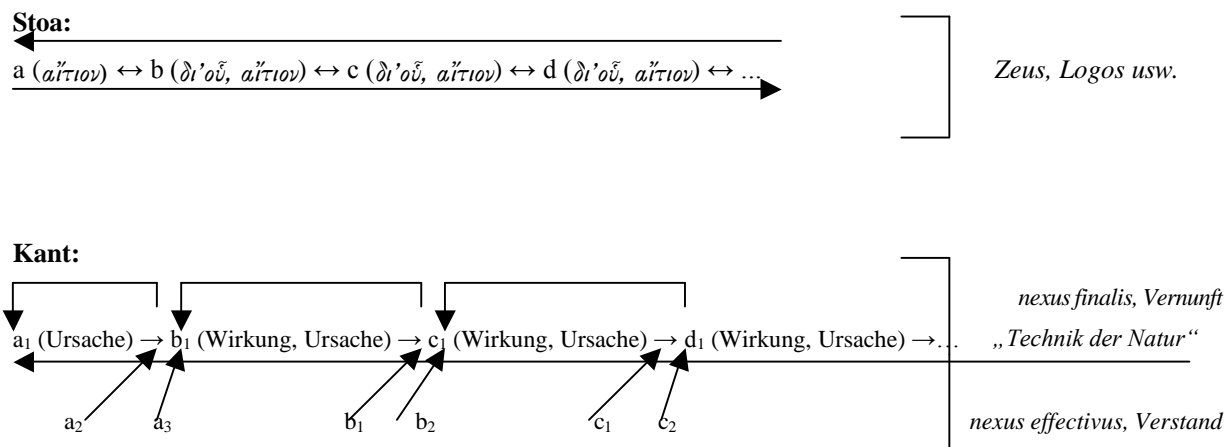 Stoa:
a (αἴτιον) ↔ b (δι’οὗ, αἴτιον) ↔ c (δι’οὗ, αἴτιον) ↔ d (δι’οὗ, αἴτιον) ↔ ...
Zeus, Logos usw.
Kant:
nexus finalis, Vernunft
a₁ (Ursache) → b₁ (Wirkung, Ursache) → c₁ (Wirkung, Ursache) → d₁ (Wirkung, Ursache) →…
„Technik der Natur“
a₂ a₃ b₁ b₂ c₁ c₂
nexus effectivus, Verstand